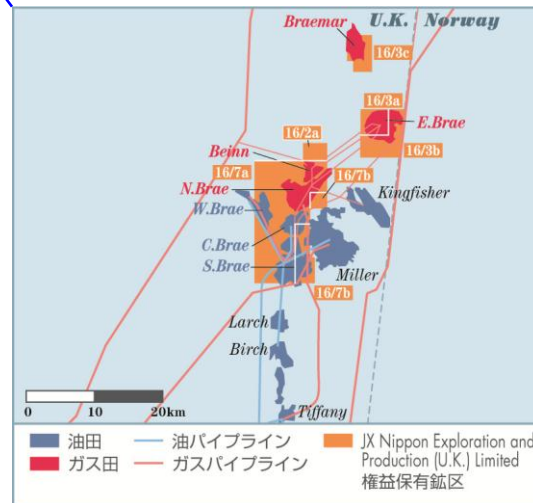 U.K. Norway
Braemar
16/3c
16/3a
E.Brae
16/2a
Beinn
16/3b
16/7a
16/7b
N.Brae
Kingfisher
W.Brae
C.Brae
S.Brae
Miller
16/7b
Larch
Birch
Tiffany
0 10 20km
油田 油パイプライン JX Nippon Exploration and
ガス田 ガスパイプライン Production (U.K.) Limited
権益保有鉱区